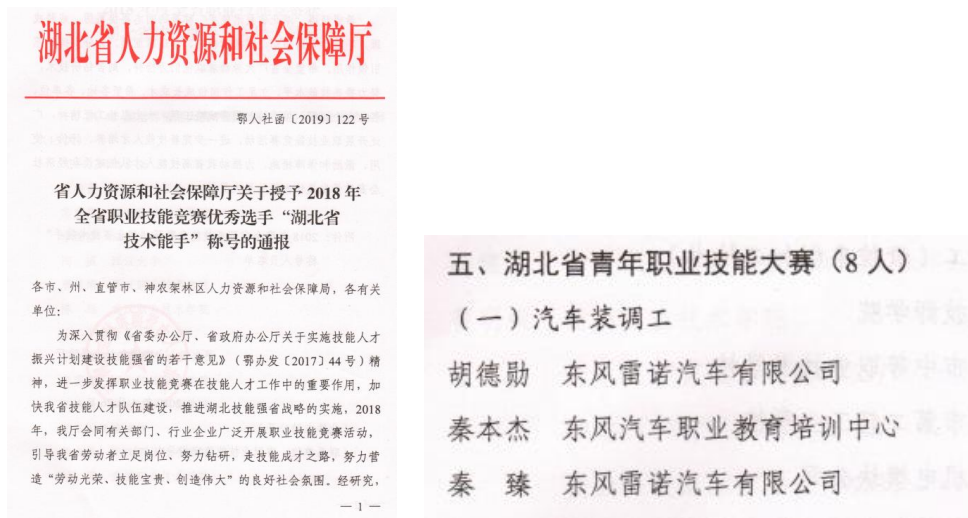 湖北省人力资源和社会保障厅
鄂人社函〔2019〕122号
省人力资源和社会保障厅关于授予2018年
全省职业技能竞赛优秀选手“湖北省
技术能手”称号的通报
各市、州、直管市、神农架林区人力资源和社会保障局,各有关
单位:
为深入贯彻《省委办公厅、省政府办公厅关于实施技能人才
振兴计划建设技能强省的若干意见》(鄂办发〔2017〕44号)精
神,进一步发挥职业技能竞赛在技能人才工作中的重要作用,加
快我省技能人才队伍建设,推进湖北技能强省战略的实施,2018
年,我厅会同有关部门、行业企业广泛开展职业技能竞赛活动,
引导我省劳动者立足岗位、努力钻研,走技能成才之路,努力营
造“劳动光荣、技能宝贵、创造伟大”的良好社会氛围。经研究,
— 1 —
五、湖北省青年职业技能大赛(8人)
(一)汽车装调工
胡德勋 东风雷诺汽车有限公司
秦本杰 东风汽车职业教育培训中心
秦 臻 东风雷诺汽车有限公司